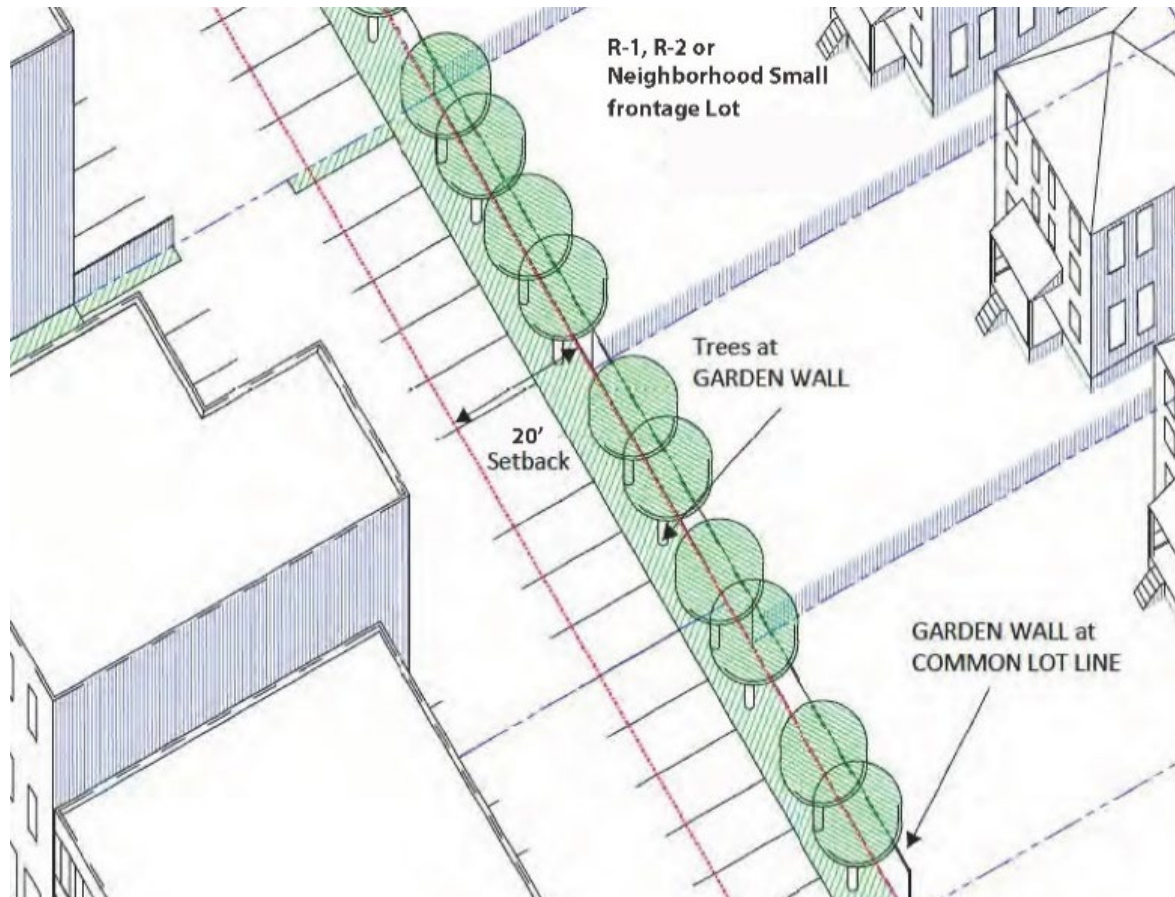 R-1, R-2 or
Neighborhood Small
frontage Lot
Trees at
GARDEN WALL
20'
Setback
GARDEN WALL at
COMMON LOT LINE